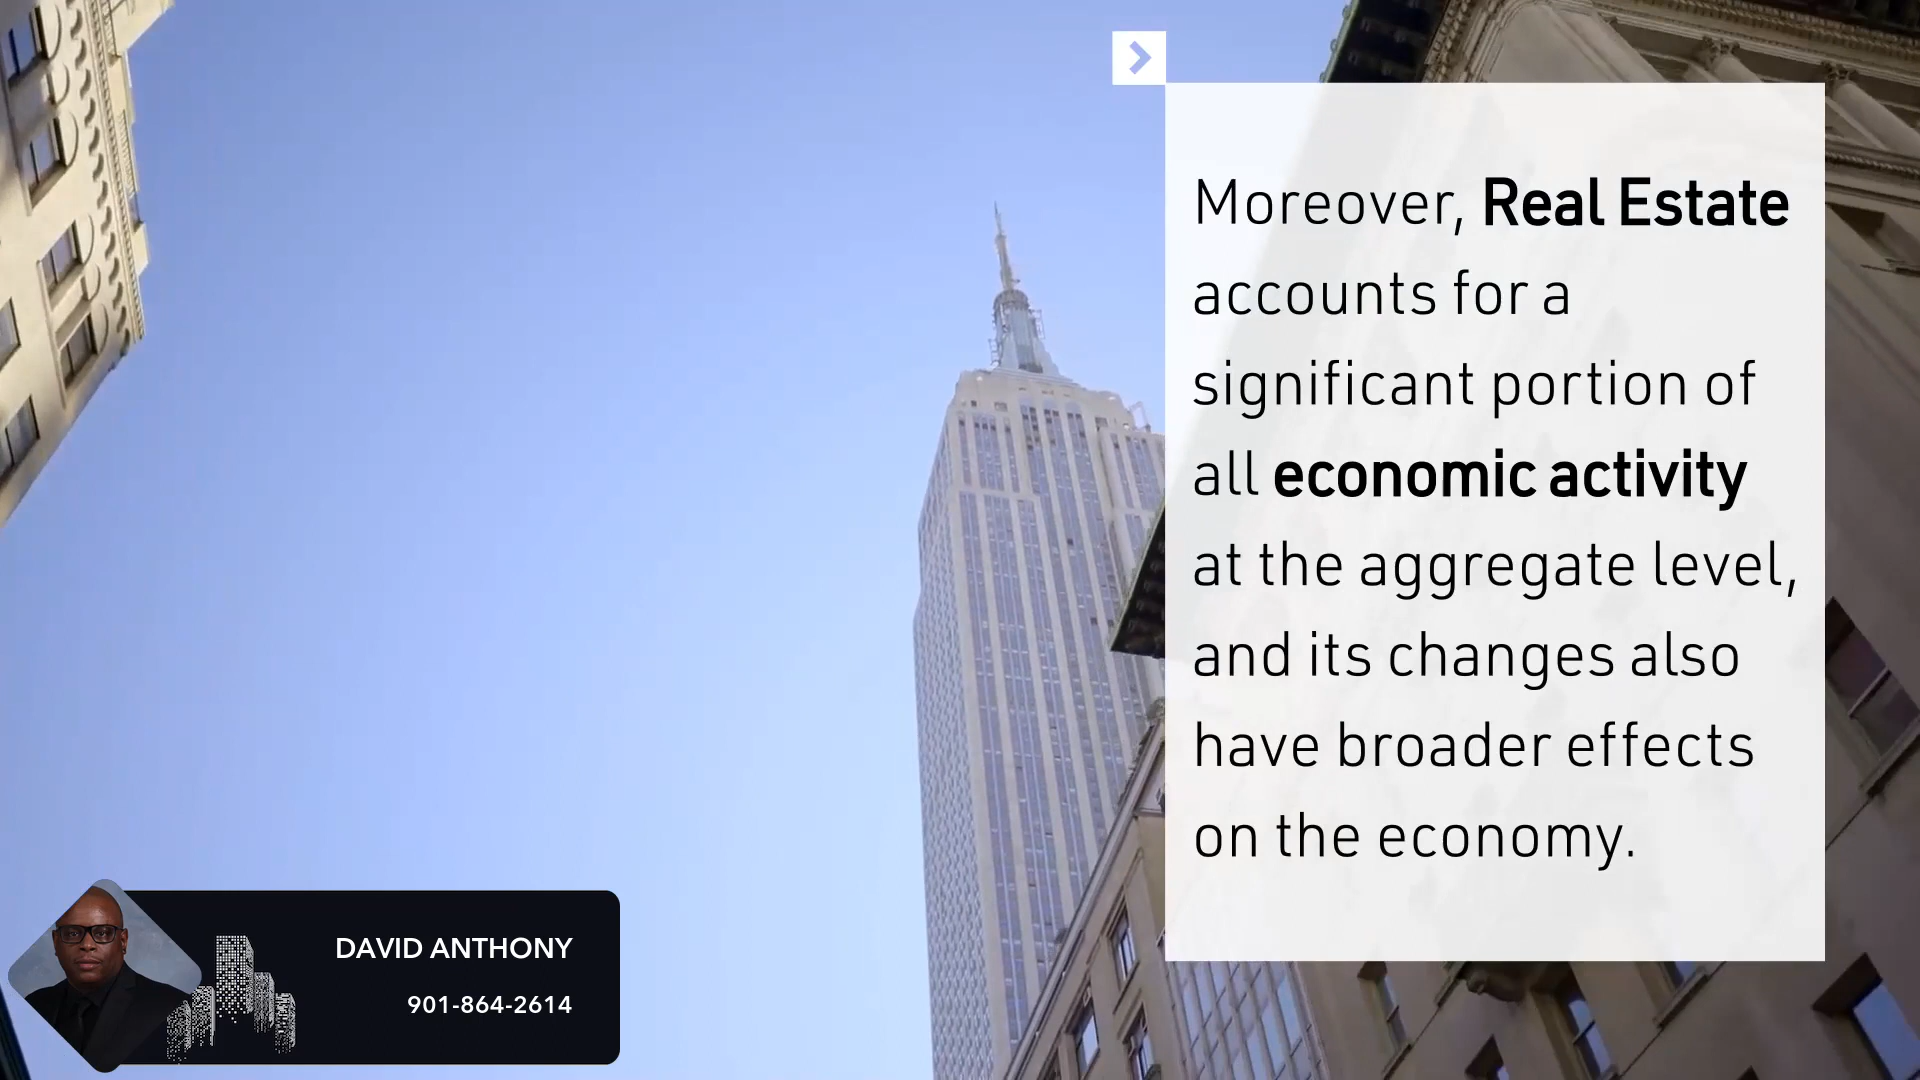 Moreover, Real Estate
accounts for a
significant portion of
all economic activity
at the aggregate level,
and its changes also
have broader effects
on the economy.
DAVID ANTHONY
901-864-2614